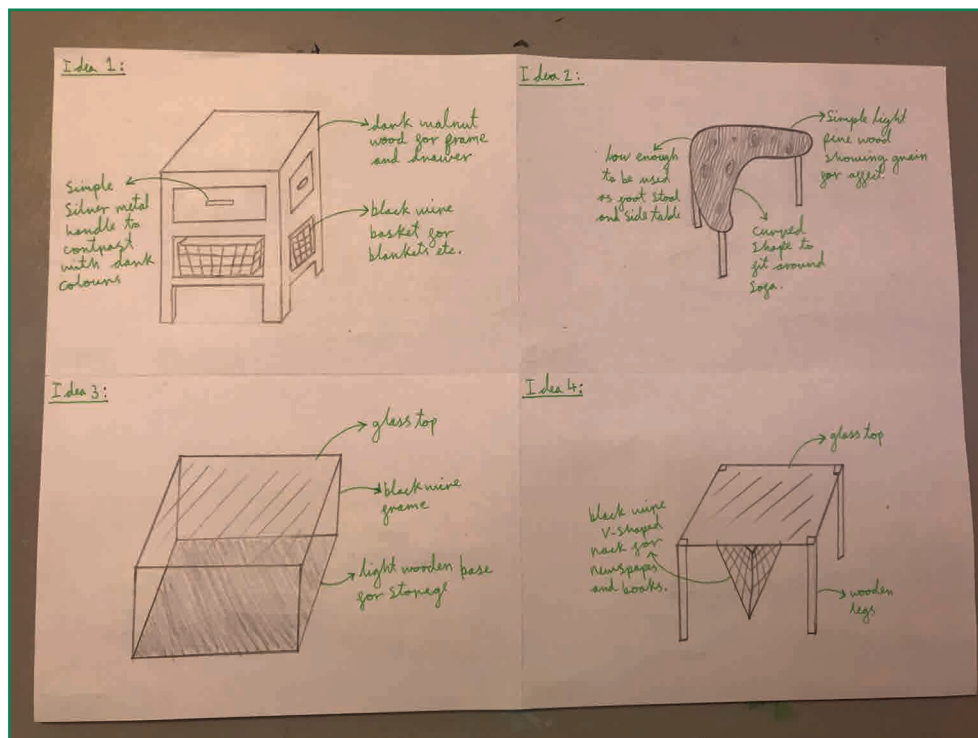 Idea 1:
dark walnut
wood for frame
and drawer
Simple
Silver metal
handle to
contrast
with dark
colours
black wire
basket for
blankets etc.
Idea 2:
Simple light
pine wood
showing grain
for affect.
low enough
to be used
as foot stool
and side table
curved
shape to
fit around
sofa.
Idea 3:
glass top
black wire
frame
light wooden base
for storage
Idea 4:
glass top
black wire
V-shaped
rack for
newspaper
and books.
wooden
legs